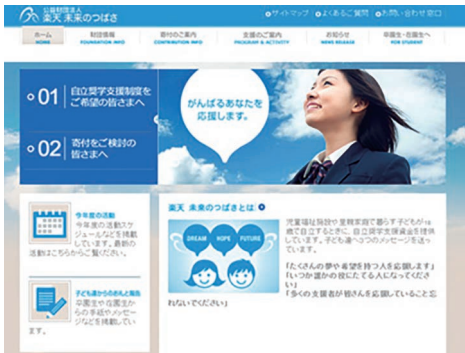 公益財団法人
楽天 未来のつばさ
サイトマップ よくあるご質問 お問い合わせ窓口
ホーム
HOME
財団情報
FOUNDATION INFO
寄付のご案内
CONTRIBUTION INFO
支援のご案内
PROGRAM & ACTIVITY
お知らせ
NEWS RELEASE
卒園生・在園生へ
FOR STUDENT
01 自立奨学支援制度を
ご希望の皆さまへ
02 寄付をご検討の
皆さまへ
がんばるあなたを
応援します。
今年度の活動
今年度の活動スケ
ジュールなどを掲載
しています。最新の
活動はこちらからご覧ください。
子ども達からのお礼と報告
卒園生や在園生か
らの手紙やメッセー
ジなどを掲載してい
ます。
楽天 未来のつばさとは
DREAM HOPE FUTURE
児童福祉施設や里親家庭で暮らす子どもが18
歳で自立するときに、自立奨学支援資金を提供
しています。子ども達へ3つのメッセージを送っ
ています。
「たくさんの夢や希望を持つ人を応援します」
「いつか誰かの役にたてる人になってくださ
い」
「多くの支援者が皆さんを応援していること忘
れないでください」